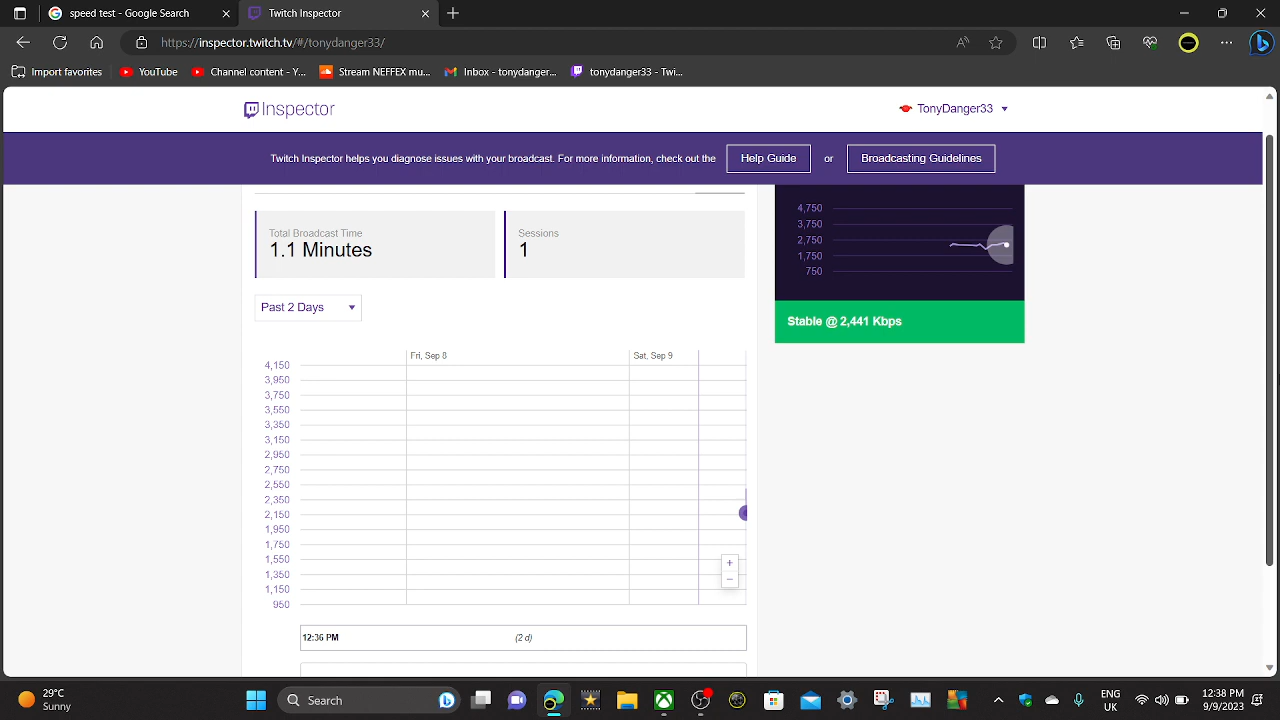 speed test - Google Search
Twitch Inspector
https://inspector.twitch.tv/#/tonydanger33/
Import favorites
YouTube
Channel content - Y...
Stream NEFFEX mu...
Inbox - tonydanger...
tonydanger33 - Twi...
Inspector
TonyDanger33
Twitch Inspector helps you diagnose issues with your broadcast. For more information, check out the Help Guide or Broadcasting Guidelines
Total Broadcast Time
1.1 Minutes
Sessions
1
4,750
3,750
2,750
1,750
750
Stable @ 2,441 Kbps
Past 2 Days
Fri, Sep 8
Sat, Sep 9
4,150
3,950
3,750
3,550
3,350
3,150
2,950
2,750
2,550
2,350
2,150
1,950
1,750
1,550
1,350
1,150
950
+
−
12:36 PM
(2 d)
29°C
Sunny
Search
ENG
UK
12:38 PM
9/9/2023